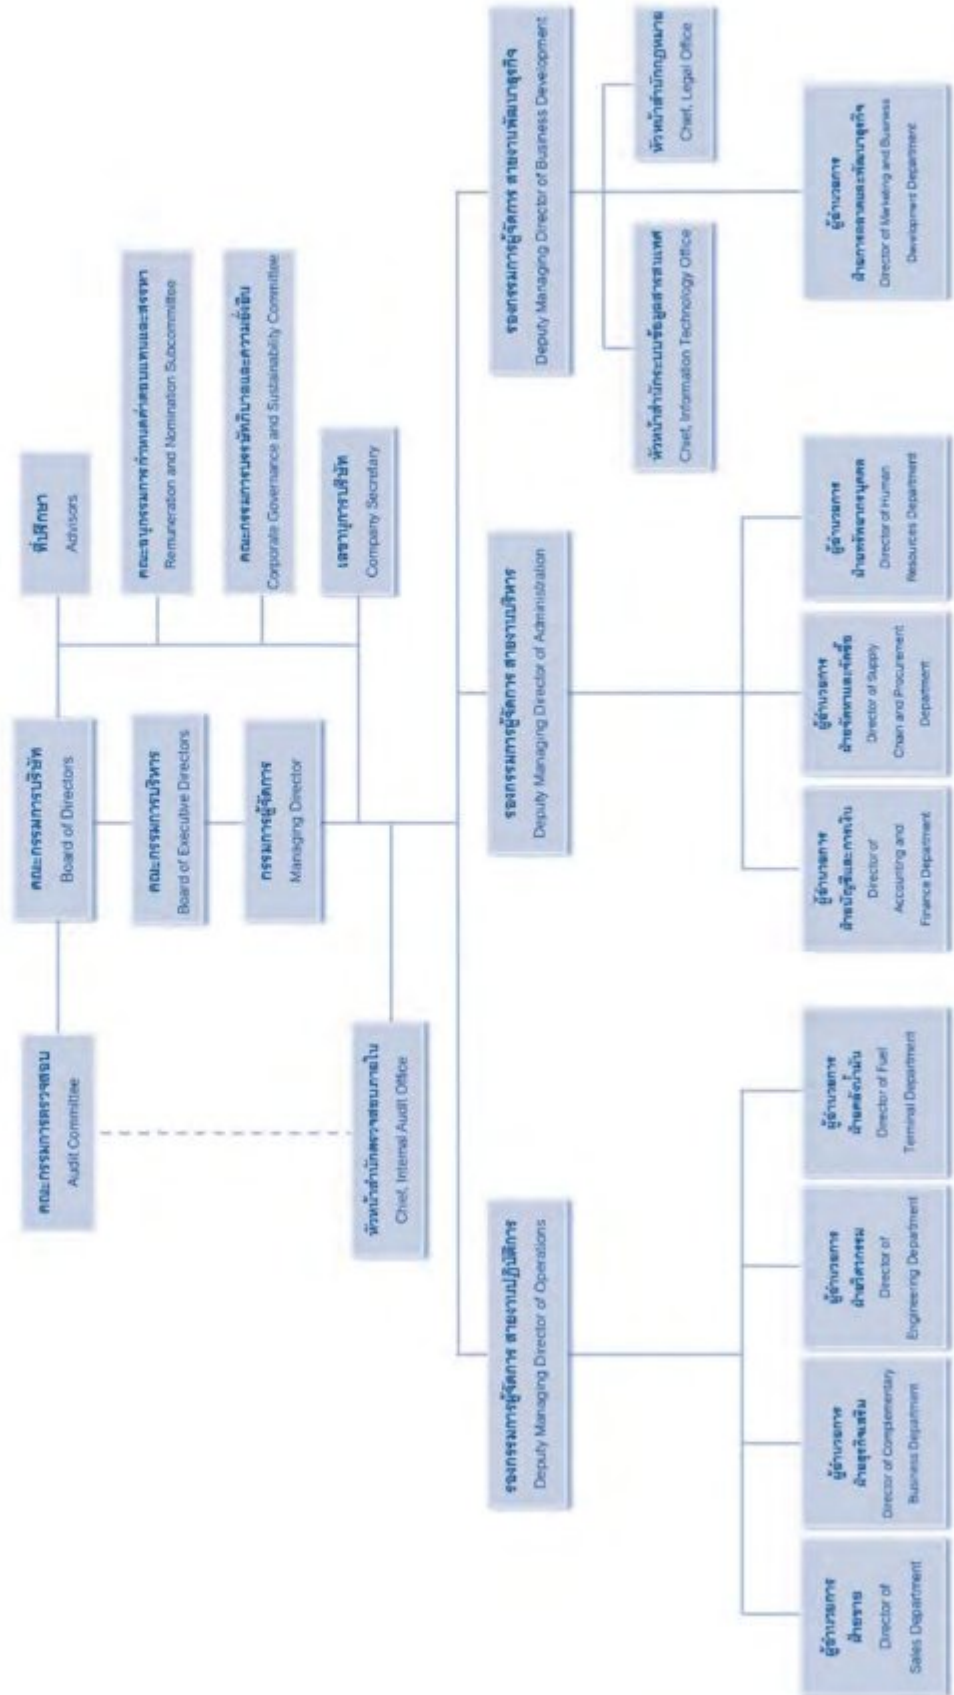 คณะกรรมการบริษัท
Board of Directors
ที่ปรึกษา
Advisors
คณะกรรมการตรวจสอบ
Audit Committee
คณะอนุกรรมการกำหนดค่าตอบแทนและสรรหา
Remuneration and Nomination Subcommittee
คณะกรรมการบริหาร
Board of Executive Directors
คณะกรรมการบรรษัทภิบาลและความยั่งยืน
Corporate Governance and Sustainability Committee
กรรมการผู้จัดการ
Managing Director
เลขานุการบริษัท
Company Secretary
หัวหน้าสำนักตรวจสอบภายใน
Chief, Internal Audit Office
รองกรรมการผู้จัดการ สายงานปฏิบัติการ
Deputy Managing Director of Operations
รองกรรมการผู้จัดการ สายงานบริหาร
Deputy Managing Director of Administration
รองกรรมการผู้จัดการ สายงานพัฒนาธุรกิจ
Deputy Managing Director of Business Development
หัวหน้าสำนักระบบข้อมูลสารสนเทศ
Chief, Information Technology Office
หัวหน้าสำนักกฎหมาย
Chief, Legal Office
ผู้อำนวยการ
ฝ่ายขาย
Director of
Sales Department
ผู้อำนวยการ
ฝ่ายธุรกิจเสริม
Director of Complementary
Business Department
ผู้อำนวยการ
ฝ่ายวิศวกรรม
Director of
Engineering Department
ผู้อำนวยการ
ฝ่ายคลังน้ำมัน
Director of Fuel
Terminal Department
ผู้อำนวยการ
ฝ่ายบัญชีและการเงิน
Director of
Accounting and
Finance Department
ผู้อำนวยการ
ฝ่ายจัดหาและจัดซื้อ
Director of Supply
Chain and Procurement
Department
ผู้อำนวยการ
ฝ่ายทรัพยากรบุคคล
Director of Human
Resources Department
ผู้อำนวยการ
ฝ่ายการตลาดและพัฒนาธุรกิจ
Director of Marketing and Business
Development Department